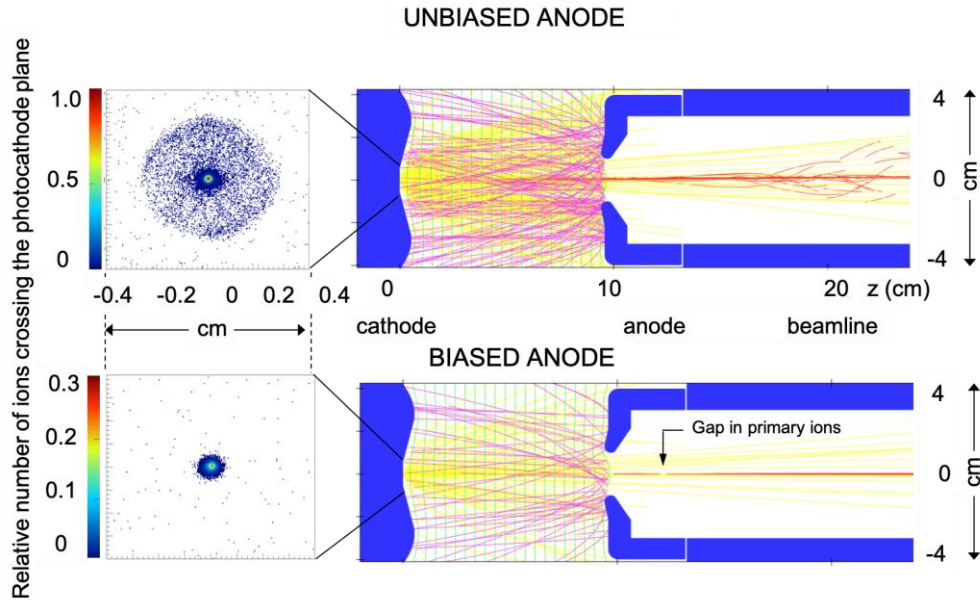 UNBIASED ANODE
Relative number of ions crossing the photocathode plane
1.0
0.5
0
-0.4 -0.2 0 0.2 0.4
cm
4
0
-4
cm
0 10 20 z (cm)
cathode anode beamline
BIASED ANODE
0.3
0.2
0.1
0
Gap in primary ions
4
0
-4
cm